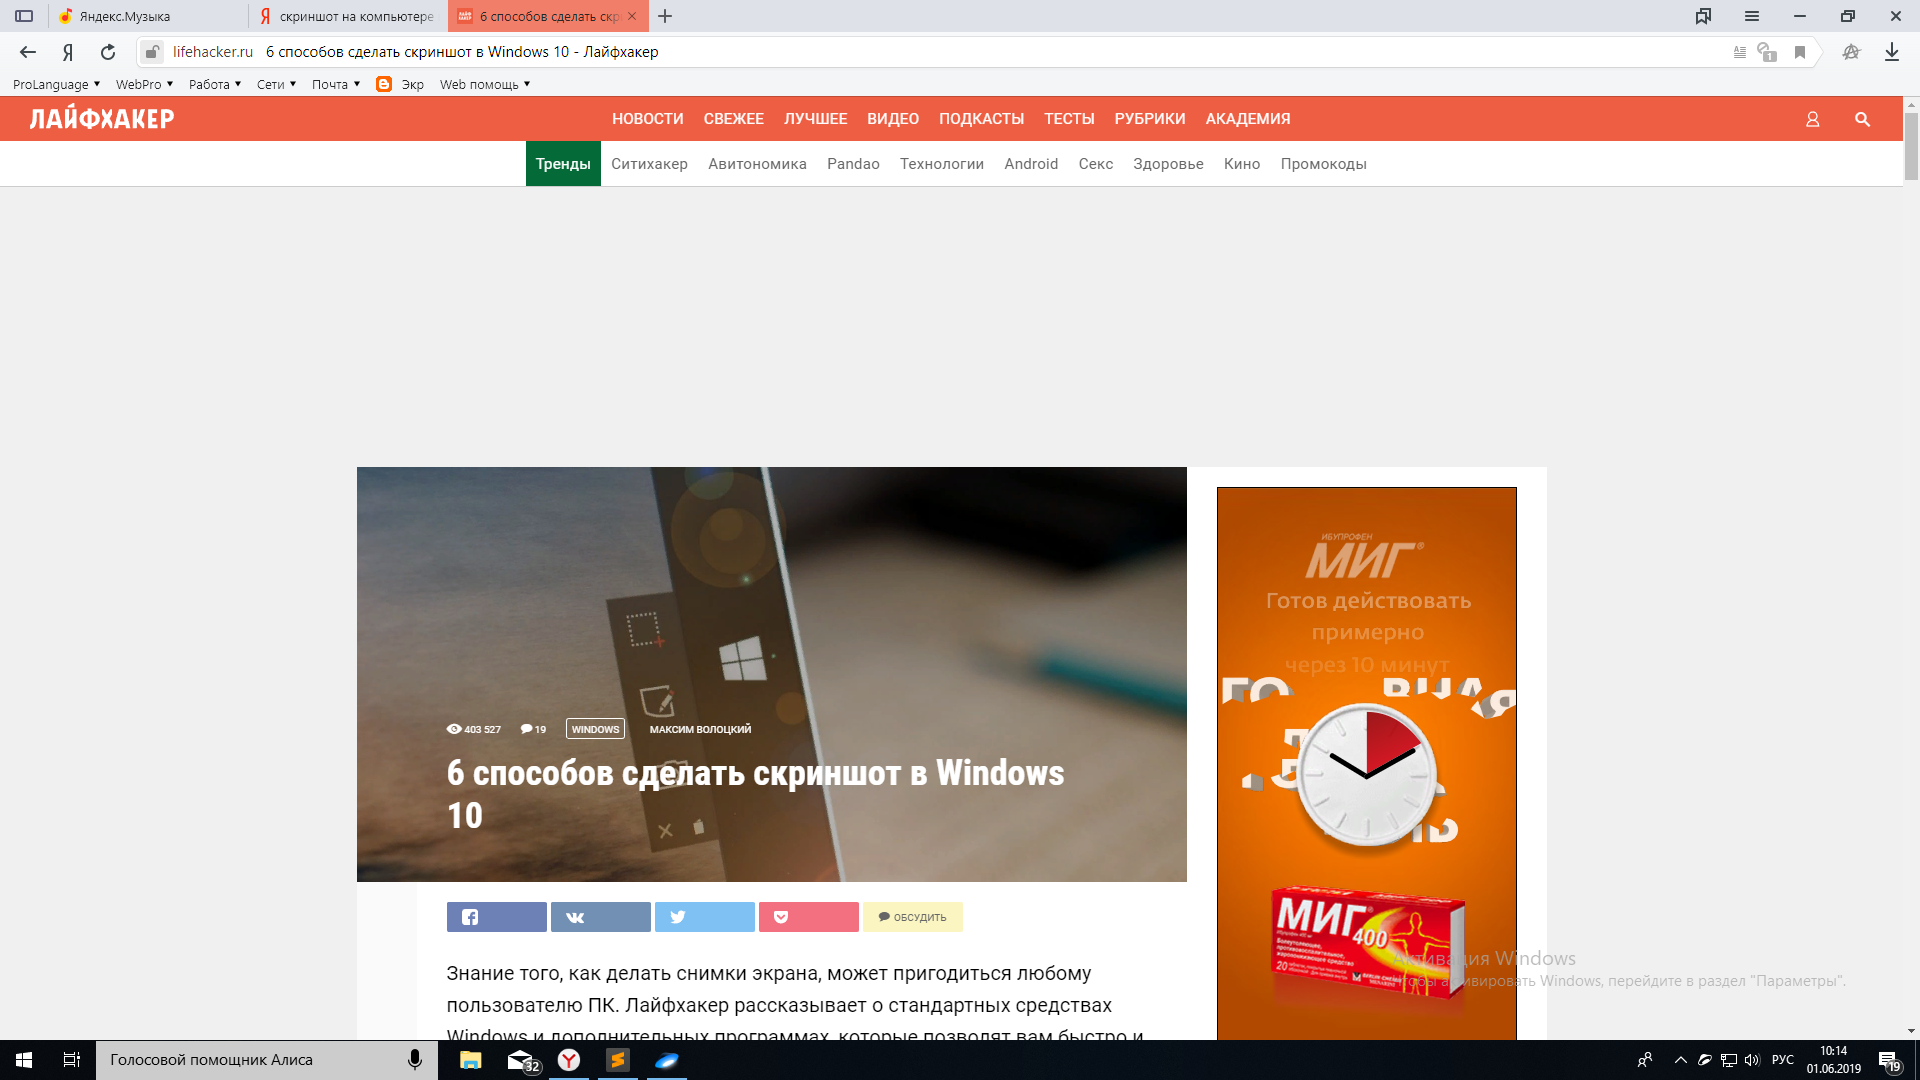 Яндекс.Музыка
скриншот на компьютере
6 способов сделать скр
Я
lifehacker.ru
6 способов сделать скриншот в Windows 10 - Лайфхакер
1
ProLanguage
WebPro
Работа
Сети
Почта
Экр
Web помощь
ЛАЙФХАКЕР
НОВОСТИ
СВЕЖЕЕ
ЛУЧШЕЕ
ВИДЕО
ПОДКАСТЫ
ТЕСТЫ
РУБРИКИ
АКАДЕМИЯ
Тренды
Ситихакер
Авитономика
Pandao
Технологии
Android
Секс
Здоровье
Кино
Промокоды
403 527
19
WINDOWS
МАКСИМ ВОЛОЦКИЙ
6 способов сделать скриншот в Windows
10
ОБСУДИТЬ
Знание того, как делать снимки экрана, может пригодиться любому
пользователю ПК. Лайфхакер рассказывает о стандартных средствах
Windows и дополнительных программах, которые позволят вам быстро и
ИБУПРОФЕН
МИГ®
Готов действовать
примерно
через 10 минут
МИГ®
400
Активация Windows
Чтобы активировать Windows, перейдите в раздел "Параметры".
Голосовой помощник Алиса
32
РУС
10:14
01.06.2019
19